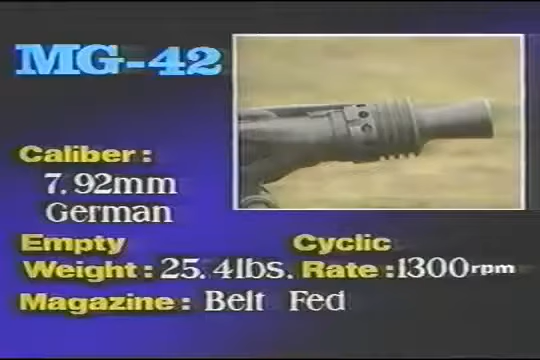 MG-42
Caliber:
7.92mm
German
Empty Cyclic
Weight: 25.4lbs. Rate: 1300rpm
Magazine: Belt Fed